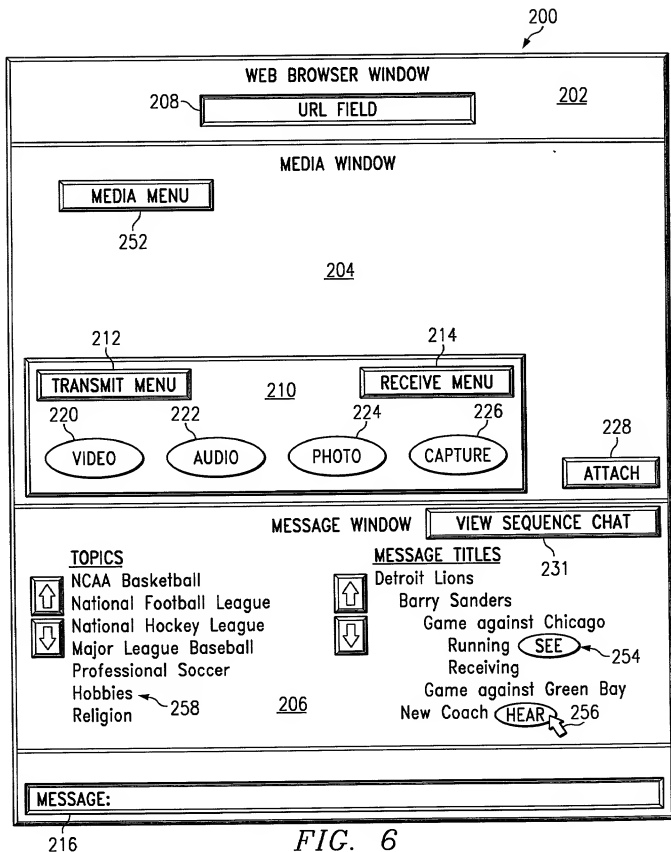 200
WEB BROWSER WINDOW
208
URL FIELD
202
MEDIA WINDOW
MEDIA MENU
252
204
212
214
TRANSMIT MENU
210
RECEIVE MENU
220
222
224
226
VIDEO
AUDIO
PHOTO
CAPTURE
228
ATTACH
MESSAGE WINDOW
VIEW SEQUENCE CHAT
231
TOPICS
NCAA Basketball
National Football League
National Hockey League
Major League Baseball
Professional Soccer
Hobbies
258
Religion
206
MESSAGE TITLES
Detroit Lions
Barry Sanders
Game against Chicago
Running SEE 254
Receiving
Game against Green Bay
New Coach HEAR 256
MESSAGE:
216
FIG. 6